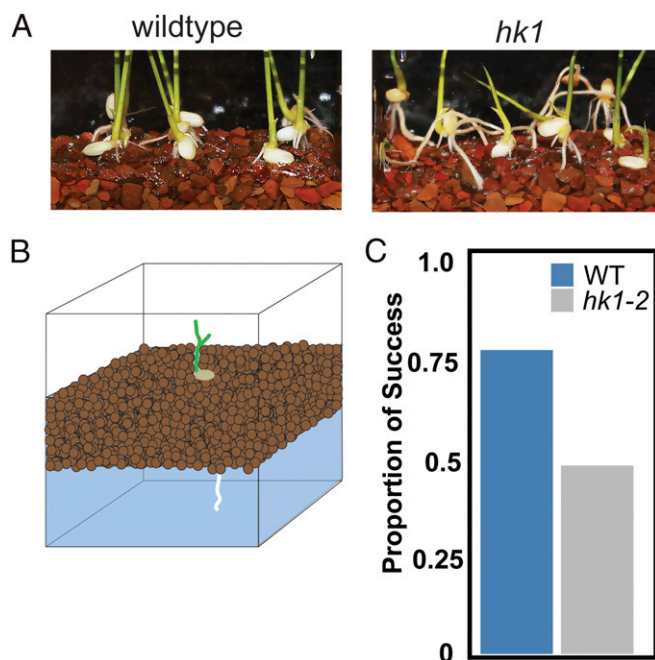 A
wildtype
hk1
B
C
Proportion of Success
1.0
0.75
0.5
0.25
0
WT
hk1-2